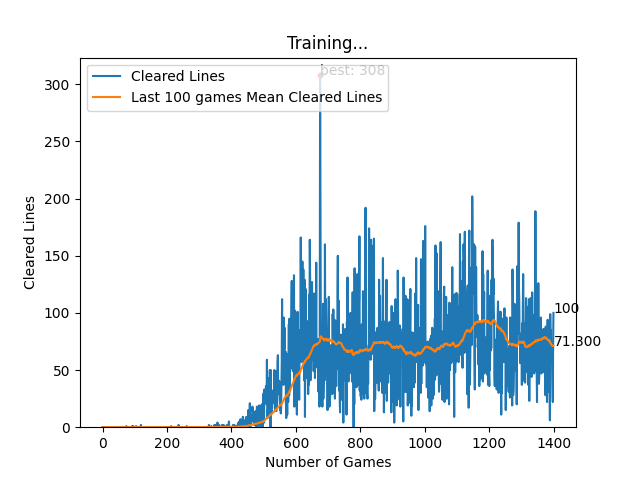 Training...
best: 308
Cleared Lines
Last 100 games Mean Cleared Lines
300
250
200
150
100
50
0
Cleared Lines
100
71.300
0
200
400
600
800
1000
1200
1400
Number of Games